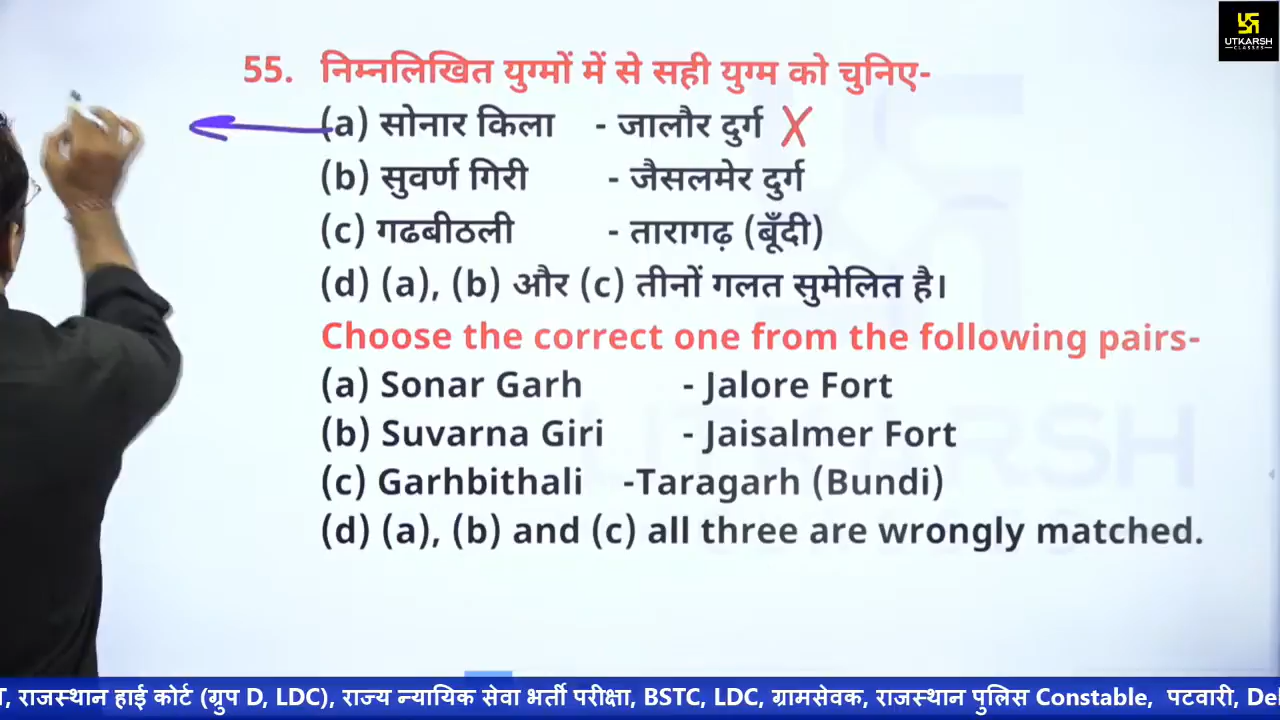 UTKARSH
CLASSES
55. निम्नलिखित युग्मों में से सही युग्म को चुनिए-
(a) सोनार किला - जालौर दुर्ग X
(b) सुवर्ण गिरी - जैसलमेर दुर्ग
(c) गढबीठली - तारागढ़ (बूँदी)
(d) (a), (b) और (c) तीनों गलत सुमेलित है।
Choose the correct one from the following pairs-
(a) Sonar Garh - Jalore Fort
(b) Suvarna Giri - Jaisalmer Fort
(c) Garhbithali -Taragarh (Bundi)
(d) (a), (b) and (c) all three are wrongly matched.
UTKARSH
राजस्थान हाई कोर्ट (ग्रुप D, LDC), राज्य न्यायिक सेवा भर्ती परीक्षा, BSTC, LDC, ग्रामसेवक, राजस्थान पुलिस Constable, पटवारी,